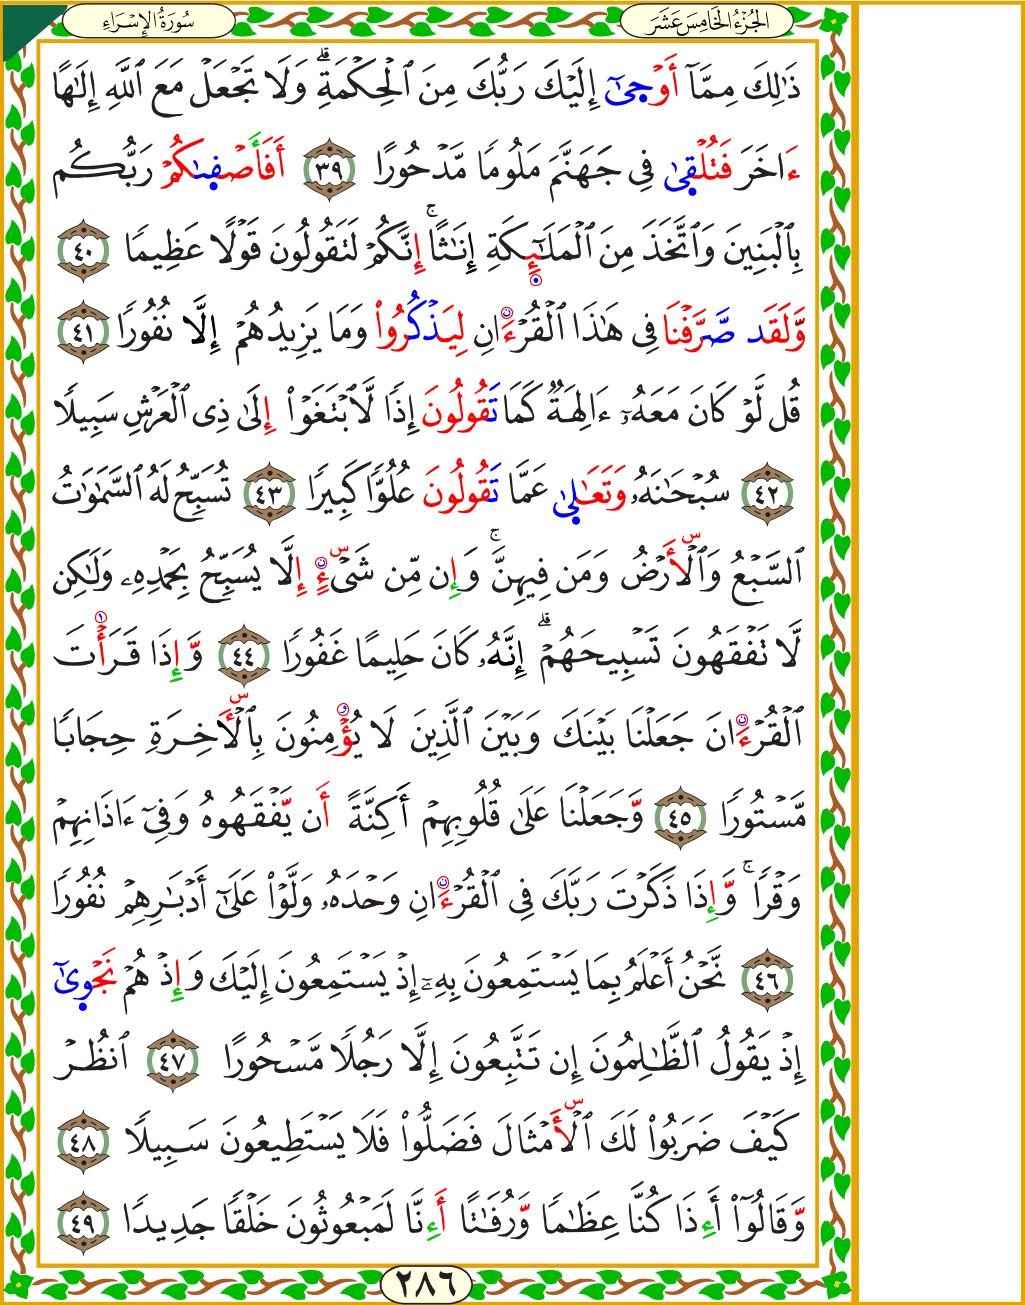 الجُزْءُ الخَامِسَ عَشَرَ
سُورَةُ الإِسْرَاء
ذَٰلِكَ مِمَّآ أَوْحَىٰٓ إِلَيْكَ رَبُّكَ مِنَ ٱلْحِكْمَةِۗ وَلَا تَجْعَلْ مَعَ ٱللَّهِ إِلَٰهًا
ءَاخَرَ فَتُلْقَىٰ فِى جَهَنَّمَ مَلُومًا مَّدْحُورًا ٣٩ أَفَأَصْفَىٰكُمْ رَبُّكُم
بِٱلْبَنِينَ وَٱتَّخَذَ مِنَ ٱلْمَلَٰٓئِكَةِ إِنَٰثًاۚ إِنَّكُمْ لَتَقُولُونَ قَوْلًا عَظِيمًا ٤٠
وَّلَقَد صَّرَّفْنَا فِى هَٰذَا ٱلْقُرْءَانِ لِيَذْكُرُوا۟ وَمَا يَزِيدُهُمْ إِلَّا نُفُورًا ٤١
قُل لَّوْ كَانَ مَعَهُۥٓ ءَالِهَةٌ كَمَا تَقُولُونَ إِذًا لَّٱبْتَغَوْا۟ إِلَىٰ ذِى ٱلْعَرْشِ سَبِيلًا
٤٢ سُبْحَٰنَهُۥ وَتَعَٰلَىٰ عَمَّا تَقُولُونَ عُلُوًّا كَبِيرًا ٤٣ تُسَبِّحُ لَهُ ٱلسَّمَٰوَٰتُ
ٱلسَّبْعُ وَٱلْأَرْضُ وَمَن فِيهِنَّۚ وَإِن مِّن شَىْءٍ إِلَّا يُسَبِّحُ بِحَمْدِهِۦ وَلَٰكِن
لَّا تَفْقَهُونَ تَسْبِيحَهُمْۗ إِنَّهُۥ كَانَ حَلِيمًا غَفُورًا ٤٤ وَّإِذَا قَرَأْتَ
ٱلْقُرْءَانَ جَعَلْنَا بَيْنَكَ وَبَيْنَ ٱلَّذِينَ لَا يُؤْمِنُونَ بِٱلْأَخِرَةِ حِجَابًا
مَّسْتُورًا ٤٥ وَّجَعَلْنَا عَلَىٰ قُلُوبِهِمْ أَكِنَّةً أَن يَّفْقَهُوهُ وَفِىٓ ءَاذَانِهِمْ
وَقْرًاۚ وَّإِذَا ذَكَرْتَ رَبَّكَ فِى ٱلْقُرْءَانِ وَحْدَهُۥ وَلَّوْا۟ عَلَىٰٓ أَدْبَٰرِهِمْ نُفُورًا
٤٦ نَّحْنُ أَعْلَمُ بِمَا يَسْتَمِعُونَ بِهِۦٓ إِذْ يَسْتَمِعُونَ إِلَيْكَ وَإِذْ هُمْ نَجْوَىٰٓ
إِذْ يَقُولُ ٱلظَّٰلِمُونَ إِن تَتَّبِعُونَ إِلَّا رَجُلًا مَّسْحُورًا ٤٧ ٱنظُرْ
كَيْفَ ضَرَبُوا۟ لَكَ ٱلْأَمْثَالَ فَضَلُّوا۟ فَلَا يَسْتَطِيعُونَ سَبِيلًا ٤٨
وَّقَالُوٓا۟ أَءِذَا كُنَّا عِظَٰمًا وَّرُفَٰتًا أَءِنَّا لَمَبْعُوثُونَ خَلْقًا جَدِيدًا ٤٩
٢٨٦